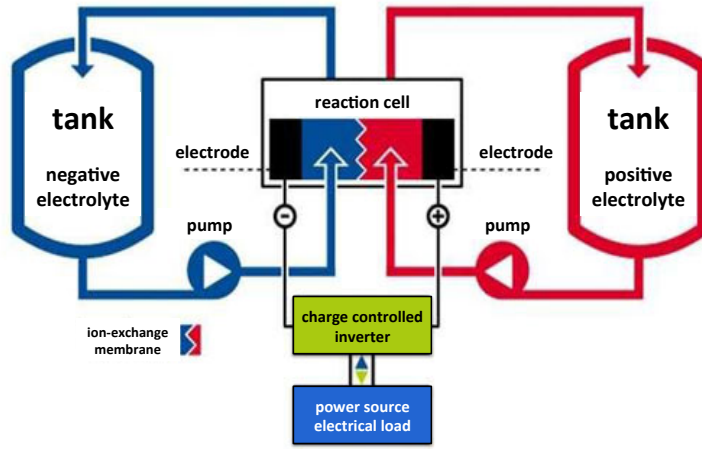 reaction cell
tank
negative
electrolyte
electrode
electrode
tank
positive
electrolyte
pump
−
+
pump
charge controlled
inverter
ion-exchange
membrane
power source
electrical load